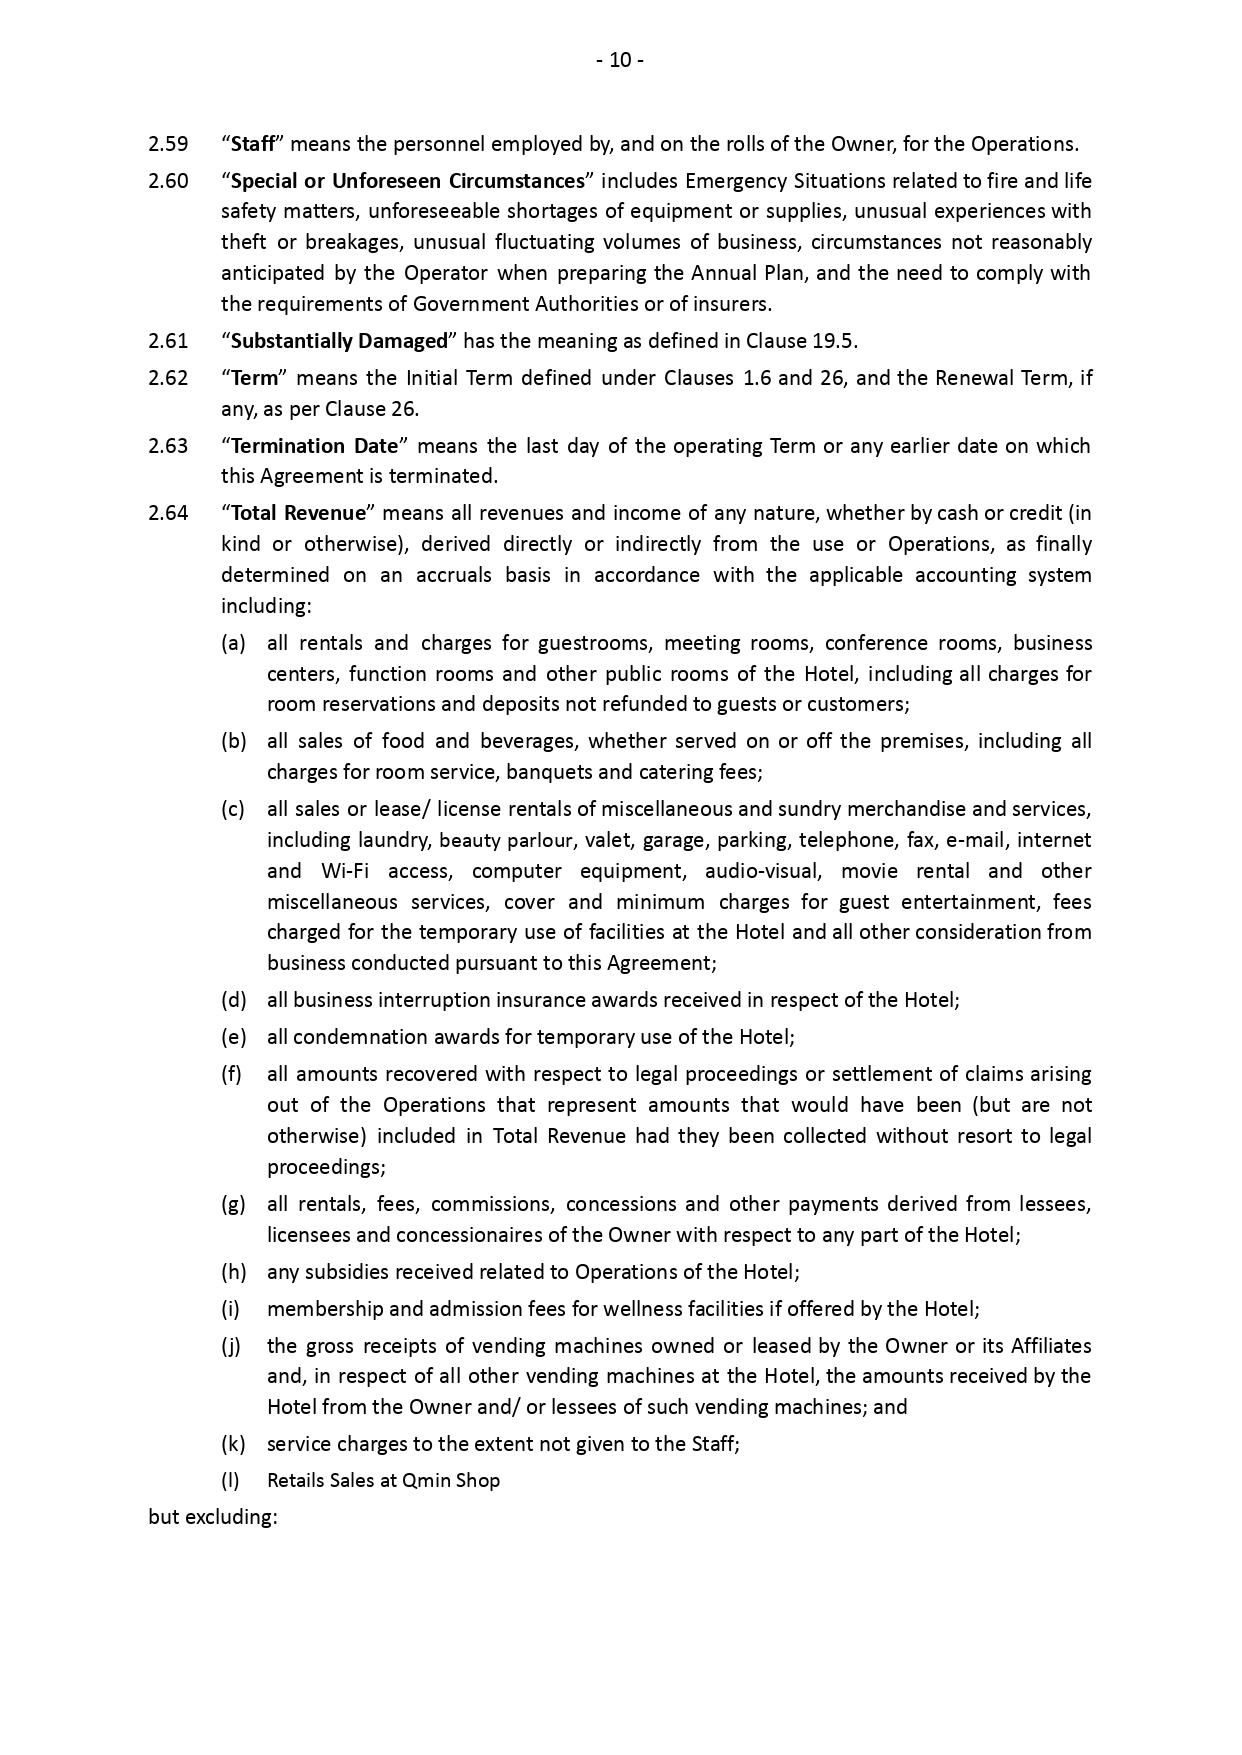 - 10 -
2.59 “Staff” means the personnel employed by, and on the rolls of the Owner, for the Operations.
2.60 “Special or Unforeseen Circumstances” includes Emergency Situations related to fire and life
safety matters, unforeseeable shortages of equipment or supplies, unusual experiences with
theft or breakages, unusual fluctuating volumes of business, circumstances not reasonably
anticipated by the Operator when preparing the Annual Plan, and the need to comply with
the requirements of Government Authorities or of insurers.
2.61 “Substantially Damaged” has the meaning as defined in Clause 19.5.
2.62 “Term” means the Initial Term defined under Clauses 1.6 and 26, and the Renewal Term, if
any, as per Clause 26.
2.63 “Termination Date” means the last day of the operating Term or any earlier date on which
this Agreement is terminated.
2.64 “Total Revenue” means all revenues and income of any nature, whether by cash or credit (in
kind or otherwise), derived directly or indirectly from the use or Operations, as finally
determined on an accruals basis in accordance with the applicable accounting system
including:
(a) all rentals and charges for guestrooms, meeting rooms, conference rooms, business
centers, function rooms and other public rooms of the Hotel, including all charges for
room reservations and deposits not refunded to guests or customers;
(b) all sales of food and beverages, whether served on or off the premises, including all
charges for room service, banquets and catering fees;
(c) all sales or lease/ license rentals of miscellaneous and sundry merchandise and services,
including laundry, beauty parlour, valet, garage, parking, telephone, fax, e-mail, internet
and Wi-Fi access, computer equipment, audio-visual, movie rental and other
miscellaneous services, cover and minimum charges for guest entertainment, fees
charged for the temporary use of facilities at the Hotel and all other consideration from
business conducted pursuant to this Agreement;
(d) all business interruption insurance awards received in respect of the Hotel;
(e) all condemnation awards for temporary use of the Hotel;
(f) all amounts recovered with respect to legal proceedings or settlement of claims arising
out of the Operations that represent amounts that would have been (but are not
otherwise) included in Total Revenue had they been collected without resort to legal
proceedings;
(g) all rentals, fees, commissions, concessions and other payments derived from lessees,
licensees and concessionaires of the Owner with respect to any part of the Hotel;
(h) any subsidies received related to Operations of the Hotel;
(i) membership and admission fees for wellness facilities if offered by the Hotel;
(j) the gross receipts of vending machines owned or leased by the Owner or its Affiliates
and, in respect of all other vending machines at the Hotel, the amounts received by the
Hotel from the Owner and/ or lessees of such vending machines; and
(k) service charges to the extent not given to the Staff;
(l) Retails Sales at Qmin Shop
but excluding: